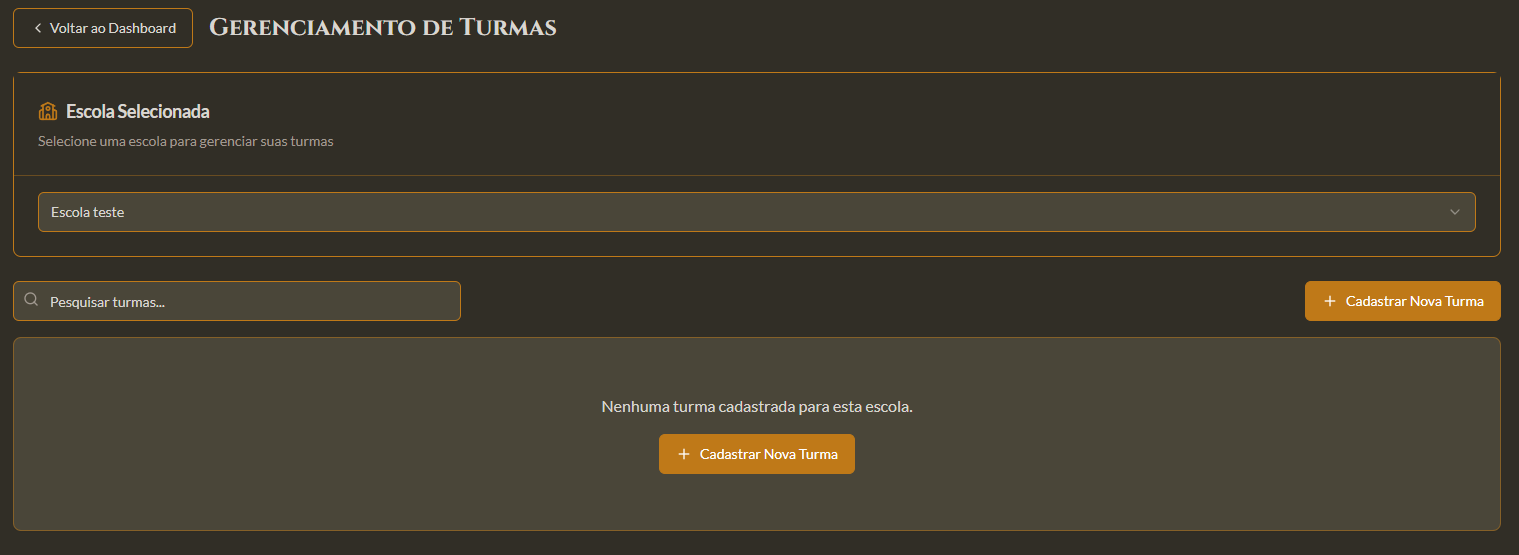 Voltar ao Dashboard
Gerenciamento de Turmas
Escola Selecionada
Selecione uma escola para gerenciar suas turmas
Escola teste
Pesquisar turmas...
Cadastrar Nova Turma
Nenhuma turma cadastrada para esta escola.
Cadastrar Nova Turma